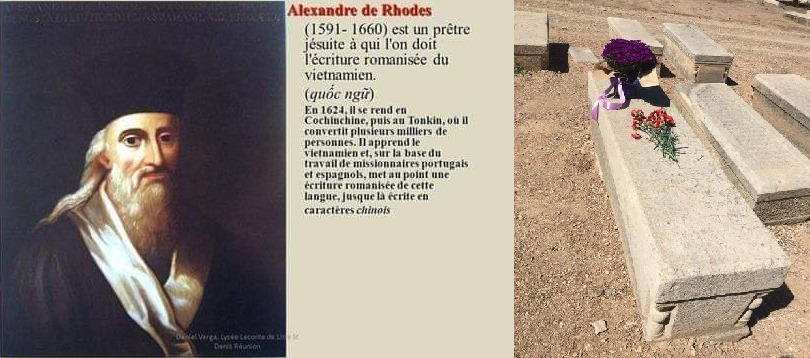 Alexandre de Rhodes
(1591- 1660) est un prêtre
jésuite à qui l'on doit
l'écriture romanisée du
vietnamien.
(quốc ngữ)
En 1624, il se rend en
Cochinchine, puis au Tonkin, où il
convertit plusieurs milliers de
personnes. Il apprend le
vietnamien et, sur la base du
travail de missionnaires portugais
et espagnols, met au point une
écriture romanisée de cette
langue, jusque là écrite en
caractères chinois
Daniel Varga, Lysée Leconte de Lisle St
Denis Réunion